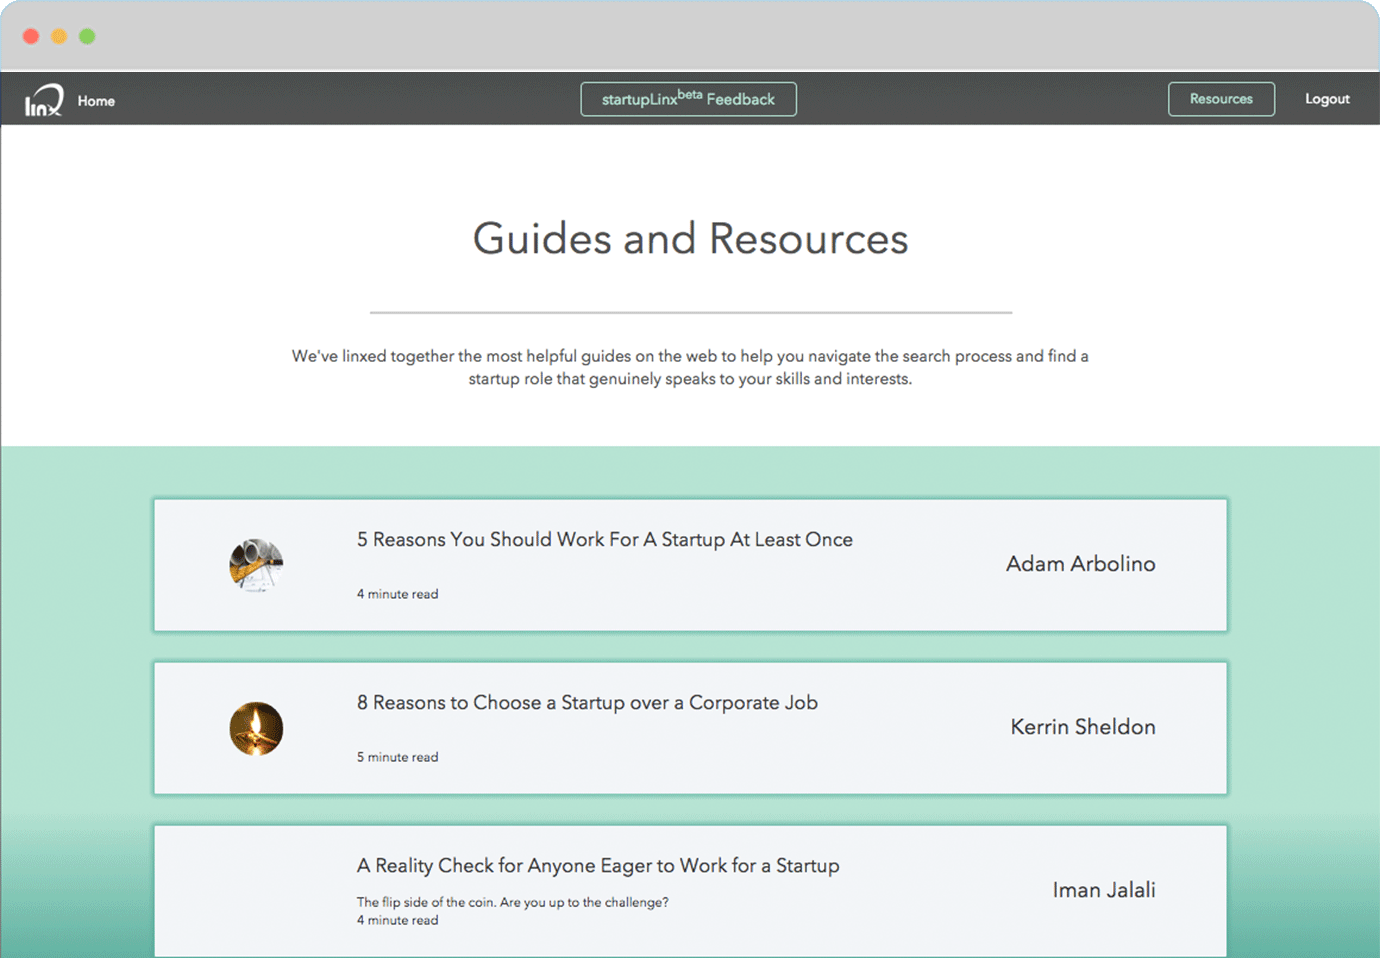 linx Home
startupLinxbeta Feedback
Resources
Logout
Guides and Resources
We've linxed together the most helpful guides on the web to help you navigate the search process and find a
startup role that genuinely speaks to your skills and interests.
5 Reasons You Should Work For A Startup At Least Once
Adam Arbolino
4 minute read
8 Reasons to Choose a Startup over a Corporate Job
Kerrin Sheldon
5 minute read
A Reality Check for Anyone Eager to Work for a Startup
Iman Jalali
The flip side of the coin. Are you up to the challenge?
4 minute read